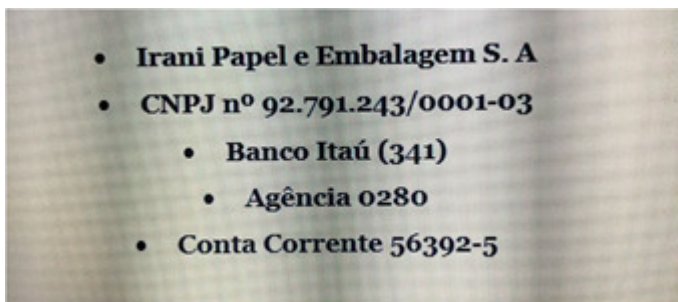 • Irani Papel e Embalagem S. A
• CNPJ nº 92.791.243/0001-03
• Banco Itaú (341)
• Agência 0280
• Conta Corrente 56392-5